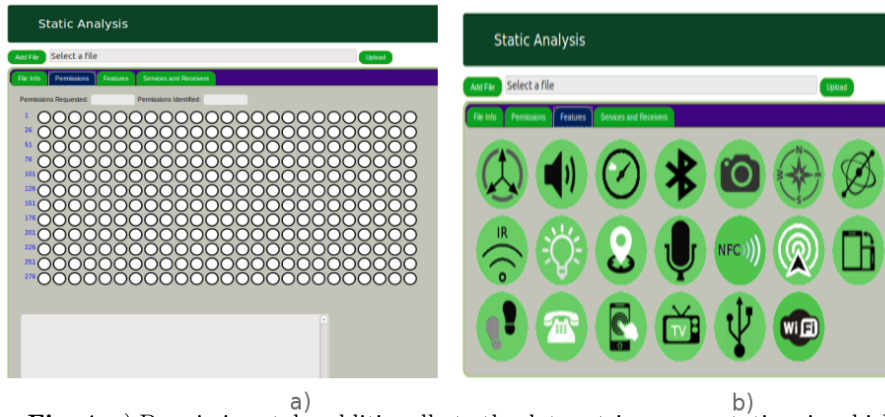 Static Analysis
Add File Select a file Upload
File Info Permissions Features Services and Receivers
Permissions Requested: Permissions Identified:
1
26
51
76
101
126
151
176
201
226
251
276
a)
Static Analysis
Add File Select a file Upload
File Info Permissions Features Services and Receivers
N
W E
S
IR
NFC
TV
WiFi
b)